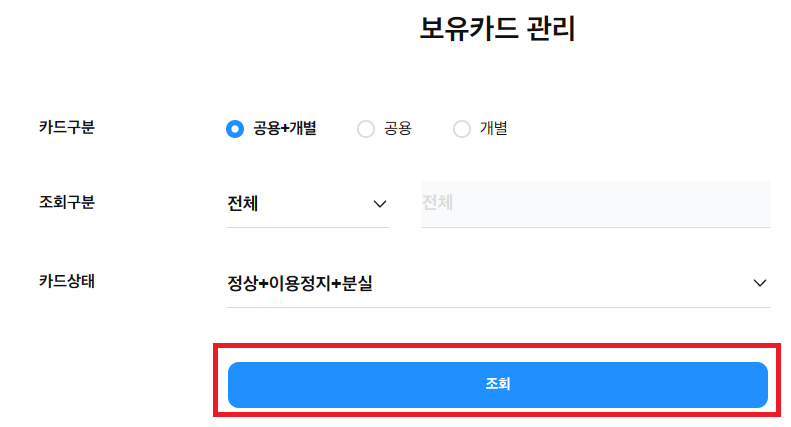 보유카드 관리
카드구분 공용+개별 공용 개별
조회구분 전체 전체
카드상태 정상+이용정지+분실
조회